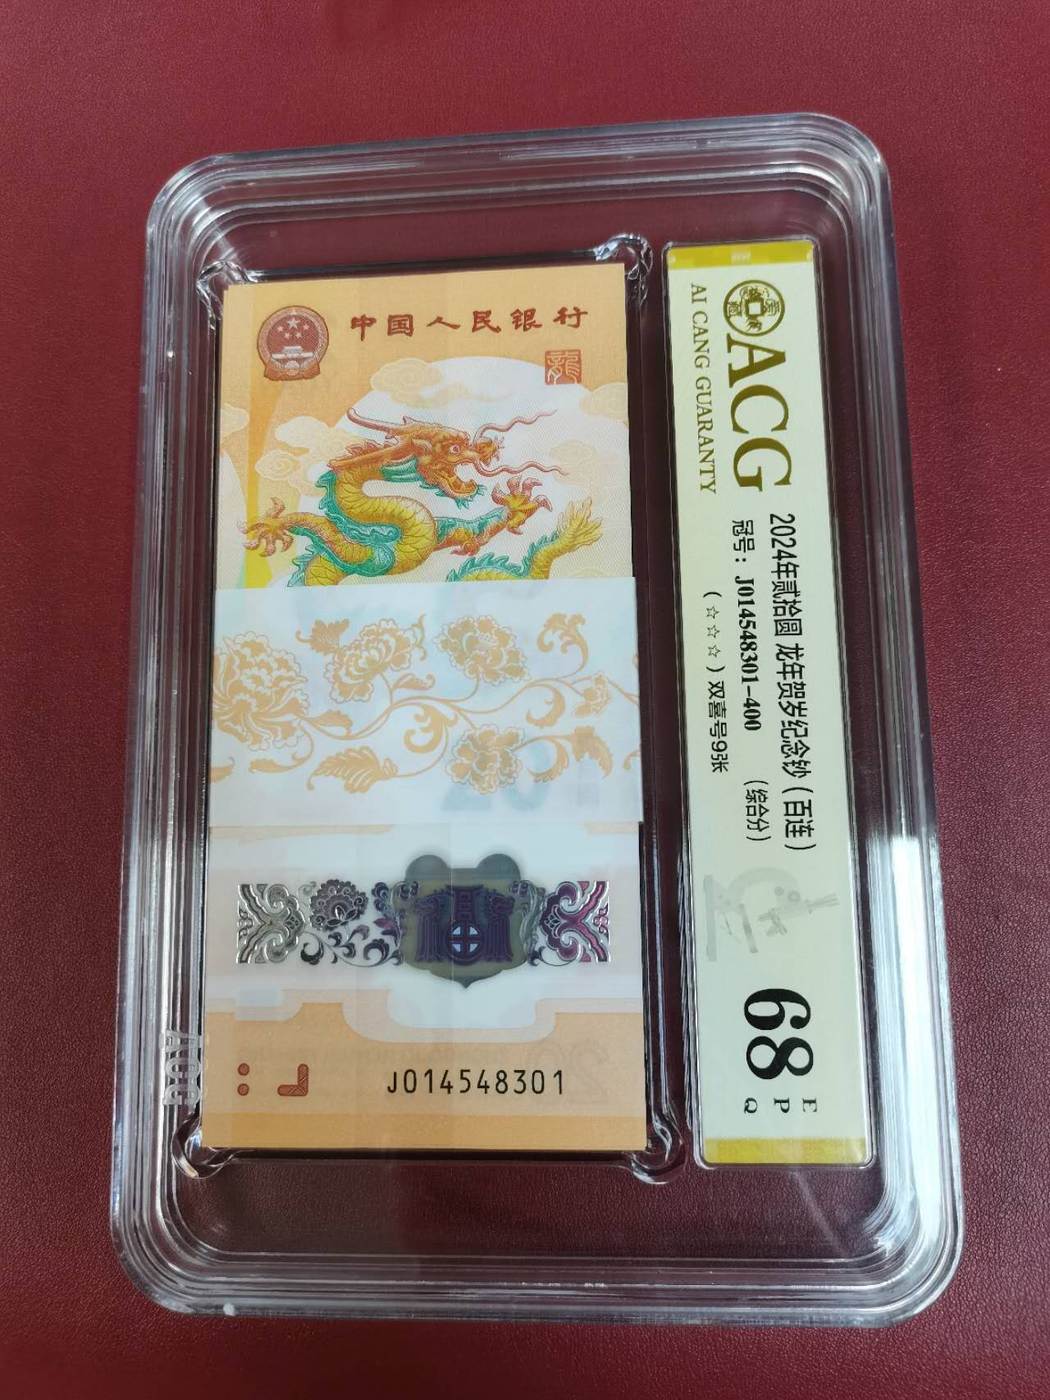 中国人民银行
龍
J014548301
ACG
AI CANG GUARANTY
2024年贰拾圆 龙年贺岁纪念钞（百连）
冠号：J014548301-400 （综合分）
（☆☆☆）双喜号9张
68
E
P
Q
ACG